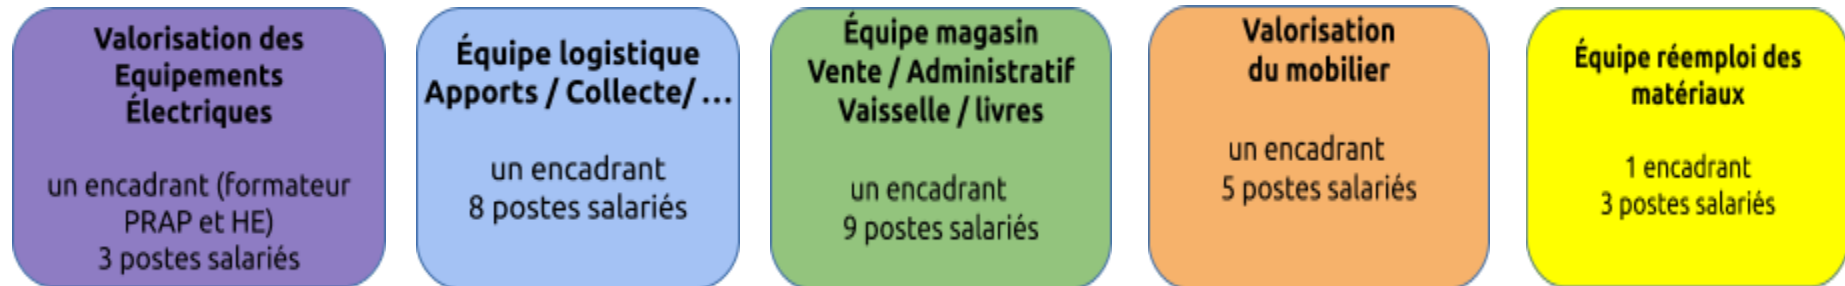 Valorisation des
Equipements
Électriques
un encadrant (formateur
PRAP et HE)
3 postes salariés
Équipe logistique
Apports / Collecte/ ...
un encadrant
8 postes salariés
Équipe magasin
Vente / Administratif
Vaisselle / livres
un encadrant
9 postes salariés
Valorisation
du mobilier
un encadrant
5 postes salariés
Équipe réemploi des
matériaux
1 encadrant
3 postes salariés